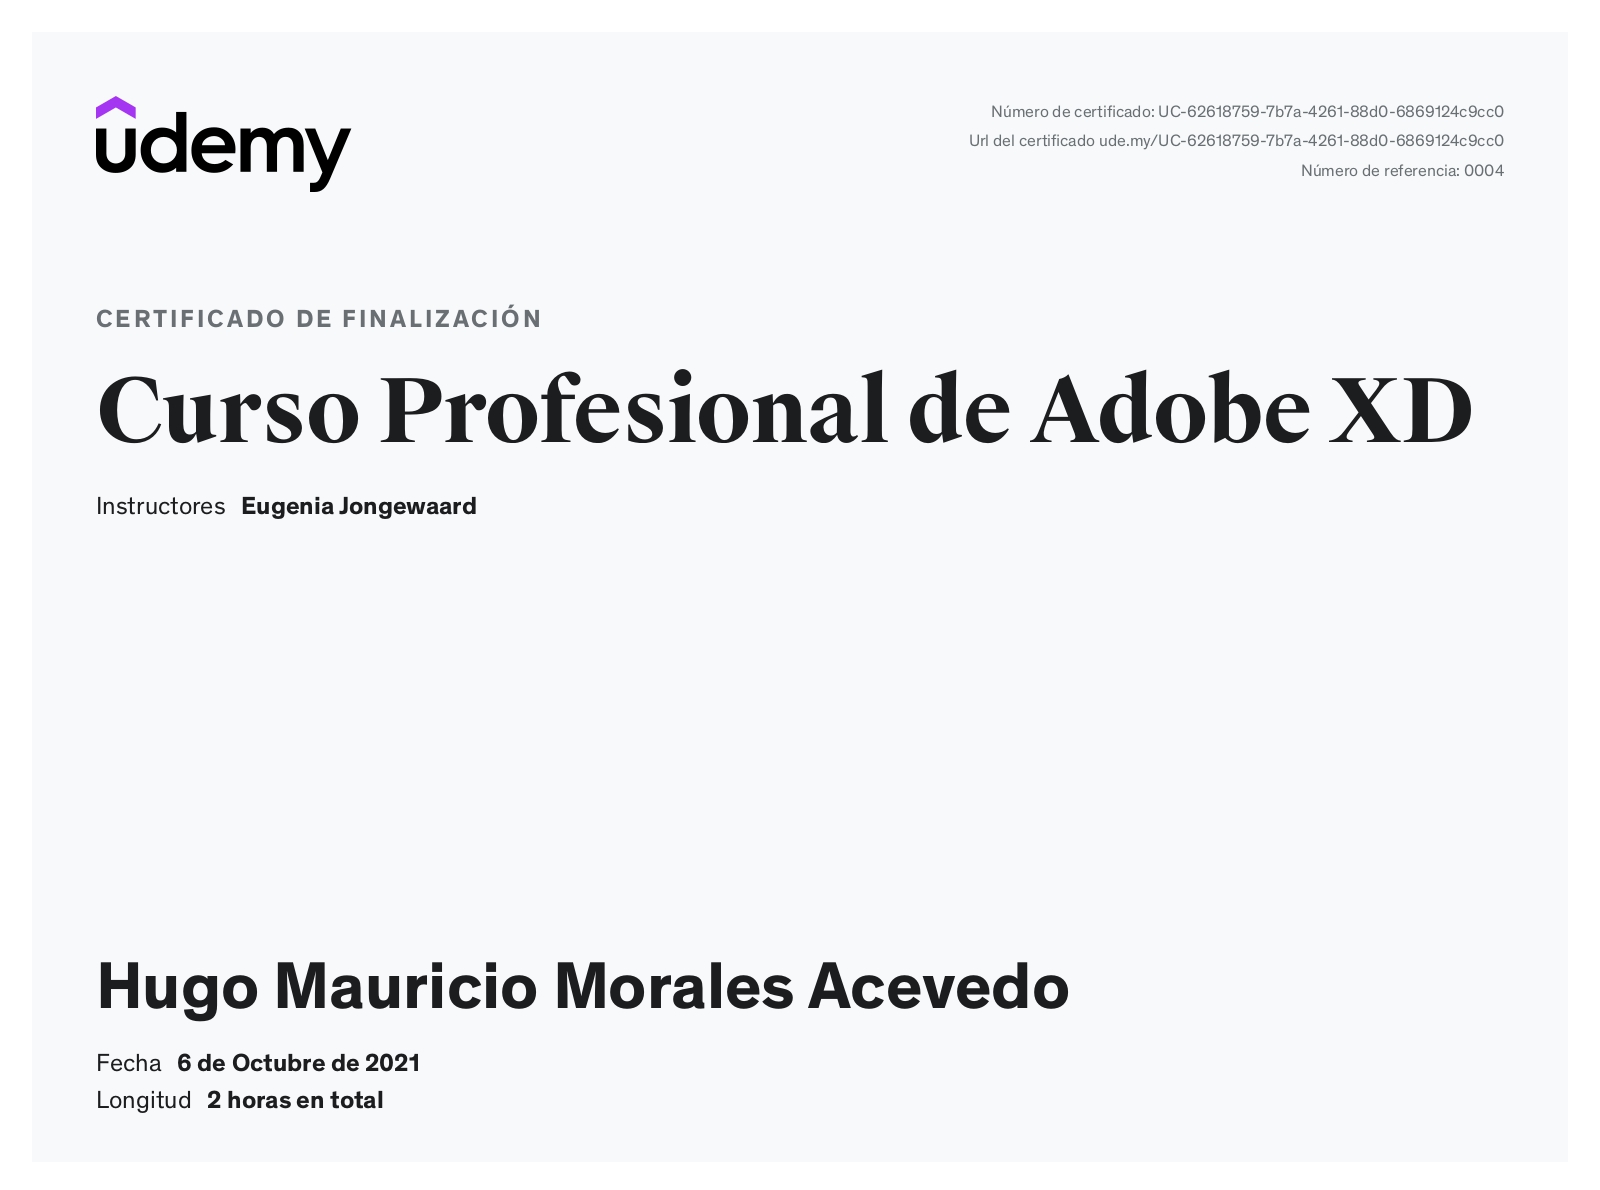 udemy
Número de certificado: UC-62618759-7b7a-4261-88d0-6869124c9cc0
Url del certificado ude.my/UC-62618759-7b7a-4261-88d0-6869124c9cc0
Número de referencia: 0004
CERTIFICADO DE FINALIZACIÓN
Curso Profesional de Adobe XD
Instructores Eugenia Jongewaard
Hugo Mauricio Morales Acevedo
Fecha 6 de Octubre de 2021
Longitud 2 horas en total